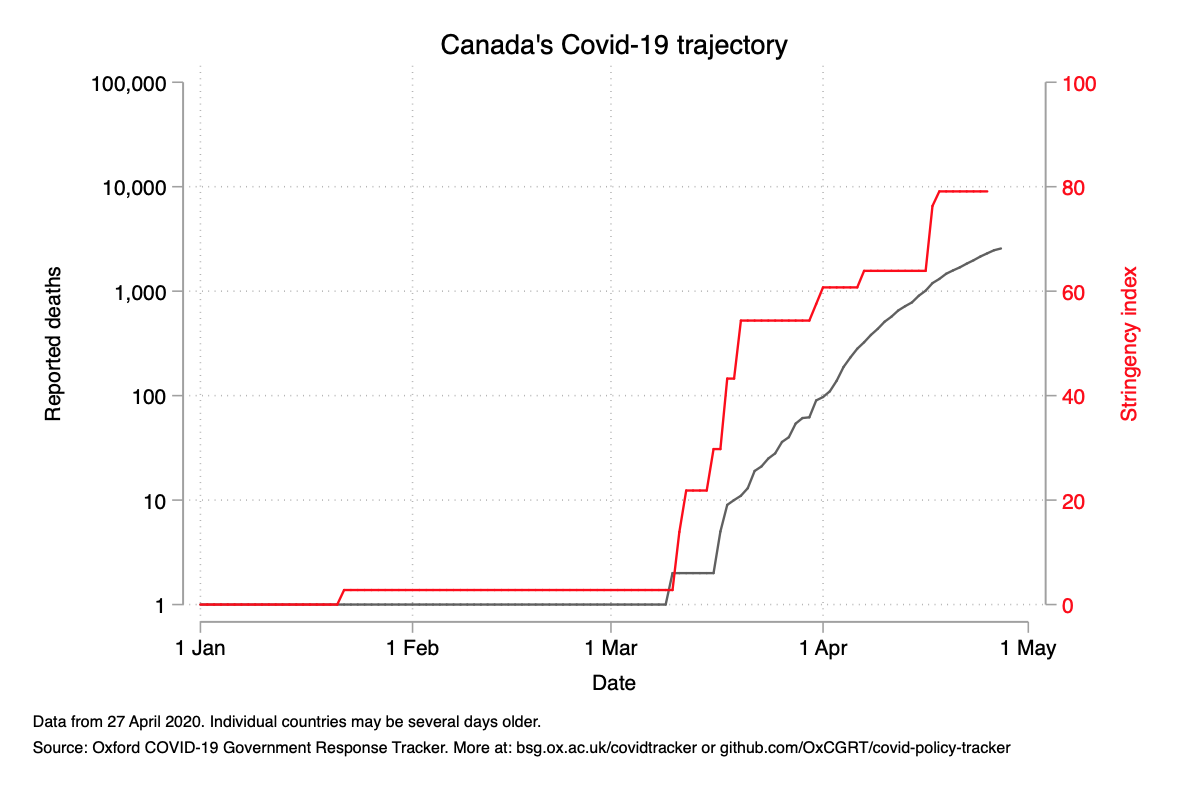 Canada's Covid-19 trajectory
100,000
10,000
1,000
100
10
1
Reported deaths
100
80
60
40
20
0
Stringency index
1 Jan
1 Feb
1 Mar
1 Apr
1 May
Date
Data from 27 April 2020. Individual countries may be several days older.
Source: Oxford COVID-19 Government Response Tracker. More at: bsg.ox.ac.uk/covidtracker or github.com/OxCGRT/covid-policy-tracker